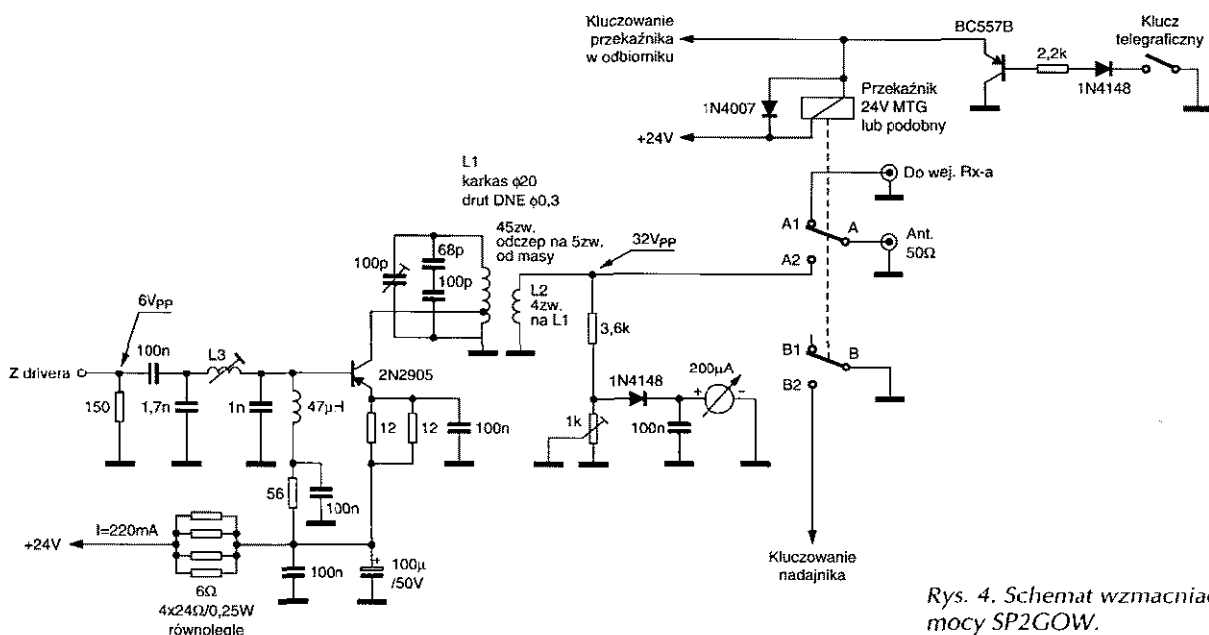 Kluczowanie
przekaźnika
w odbiorniku
BC557B
Klucz
telegraficzny
2,2k
1N4148
1N4007
Przekaźnik
24V MTG
lub podobny
+24V
L1
karkas ϕ20
drut DNE ϕ0,3
45zw.
odczep na 5zw.
od masy
Do wej. Rx-a
A1
A
Ant.
50Ω
A2
32VPP
100p
68p
100p
L2
4zw.
na L1
6VPP
100n
L3
Z drivera
150
1,7n
1n
47μH
2N2905
12
12
100n
3,6k
1N4148
200μA
+
-
1k
100n
B1
B
B2
56
100n
I=220mA
+24V
100n
+
100μ
/50V
6Ω
4x24Ω/0,25W
równolegle
Kluczowanie
nadajnika
Rys. 4. Schemat wzmacnia
mocy SP2GOW.